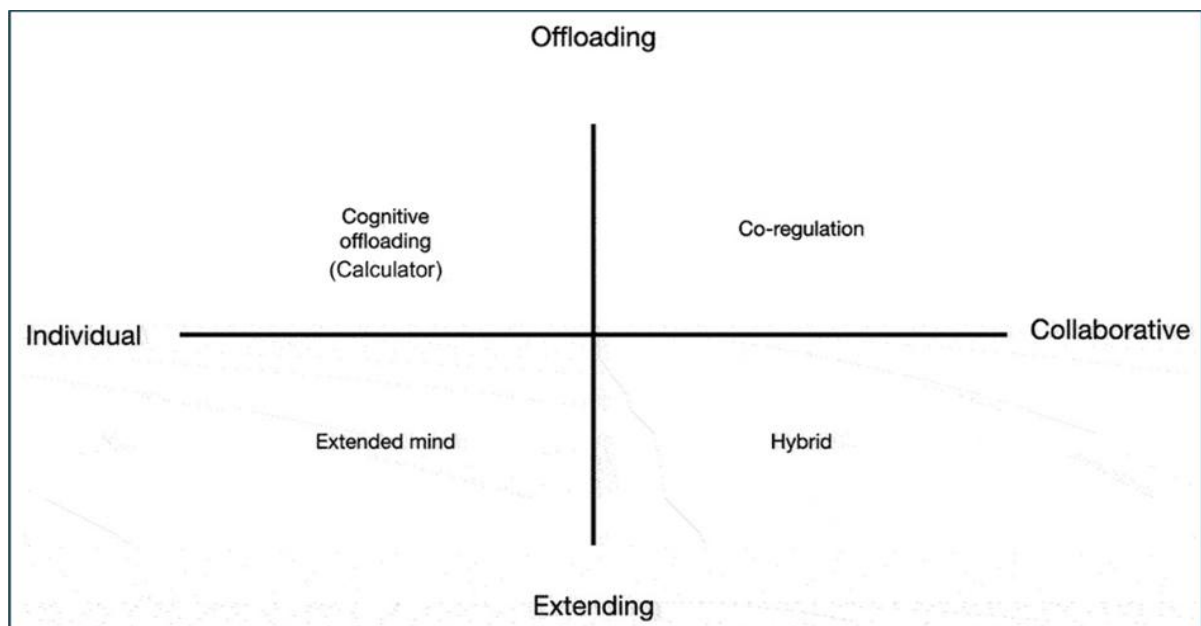 Offloading
Cognitive
offloading
(Calculator)
Co-regulation
Individual
Collaborative
Extended mind
Hybrid
Extending